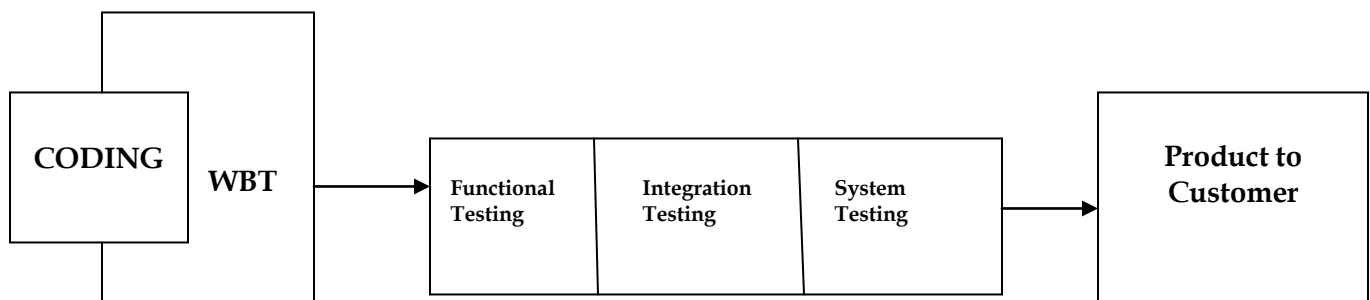 CODING
WBT
Functional
Testing
Integration
Testing
System
Testing
Product to
Customer